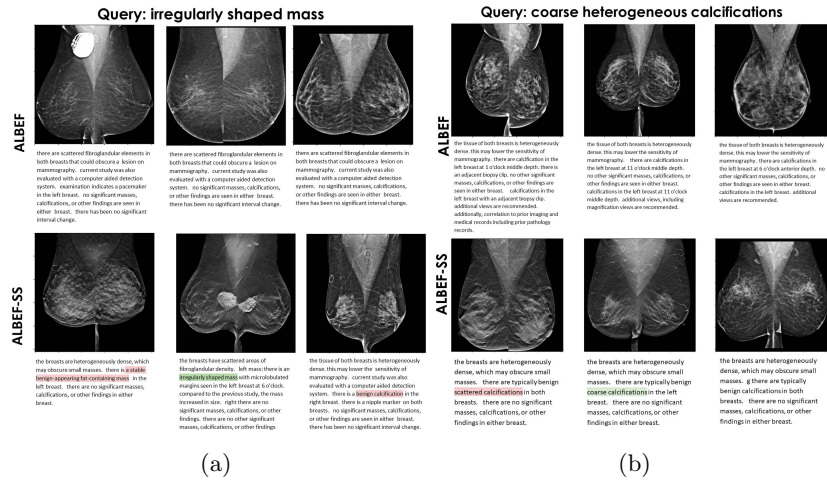 Query: irregularly shaped mass
ALBEF
there are scattered fibroglandular elements in
both breasts that could obscure a lesion on
mammography. current study was also
evaluated with a computer aided detection
system. examination indicates a pacemaker
in the left breast. no significant masses,
calcifications, or other findings are seen in
either breast. there has been no significant
interval change.
there are scattered fibroglandular elements in
both breasts that could obscure a lesion on
mammography. current study was also
evaluated with a computer aided detection
system. no significant masses, calcifications,
or other findings are seen in either breast.
there has been no significant interval change.
there are scattered fibroglandular elements in
both breasts that could obscure a lesion on
mammography. current study was also
evaluated with a computer aided detection
system. no significant masses, calcifications,
or other findings are seen in either breast.
there has been no significant interval change.
ALBEF-SS
the breasts are heterogeneously dense, which
may obscure small masses. there is a stable
benign-appearing fat-containing mass in the
left breast. there are no significant masses,
calcifications, or other findings in either
breast.
the breasts have scattered areas of
fibroglandular density. left mass: there is an
irregularly shaped mass with microlobulated
margins seen in the left breast at 6 o'clock.
compared to the previous study, the mass
increased in size. right there are no
significant masses, calcifications, or other
findings. there are no other significant
masses, calcifications, or other findings
the tissue of both breasts is heterogeneously
dense. this may lower the sensitivity of
mammography. current study was also
evaluated with a computer aided detection
system. there is a benign calcification in the
right breast. there is nipple marker on both
breasts. no significant masses, calcifications,
or other findings are seen in either breast.
there has been no significant interval change.
(a)
Query: coarse heterogeneous calcifications
ALBEF
the tissue of both breasts is heterogeneously
dense. this may lower the sensitivity of
mammography. there are calcification in the
left breast at 1 o'clock middle depth. there is
an adjacent biopsy clip. no other significant
masses, calcifications, or other findings are
seen in either breast. calcifications in the
left breast with an adjacent biopsy clip.
additional views are recommended.
additionally, correlation to prior imaging and
medical records including prior pathology
records.
the tissue of both breasts is heterogeneously
dense. this may lower the sensitivity of
mammography. there are calcifications in
the left breast at 11 o'clock middle depth.
no other significant masses, calcifications, or
other findings are seen in either breast.
calcifications in the left breast at 11 o'clock
middle depth. additional views, including
magnification views are recommended.
the tissue of both breasts is heterogeneously
dense. this may lower the sensitivity of
mammography. there are calcifications in
the left breast at 6 o'clock anterior depth. no
other significant masses, calcifications, or
other findings are seen in either breast.
calcifications in the left breast. additional
views are recommended.
ALBEF-SS
the breasts are heterogeneously
dense, which may obscure small
masses. there are typically benign
scattered calcifications in both
breasts. there are no significant
masses, calcifications, or other
findings in either breast.
the breasts are heterogeneously
dense, which may obscure small
masses. there are typically benign
coarse calcifications in the left
breast. there are no significant
masses, calcifications, or other
findings in either breast.
the breasts are heterogeneously
dense, which may obscure small
masses. g there are typically
benign calcifications in both
breasts. there are no significant
masses, calcifications, or other
findings in either breast.
(b)